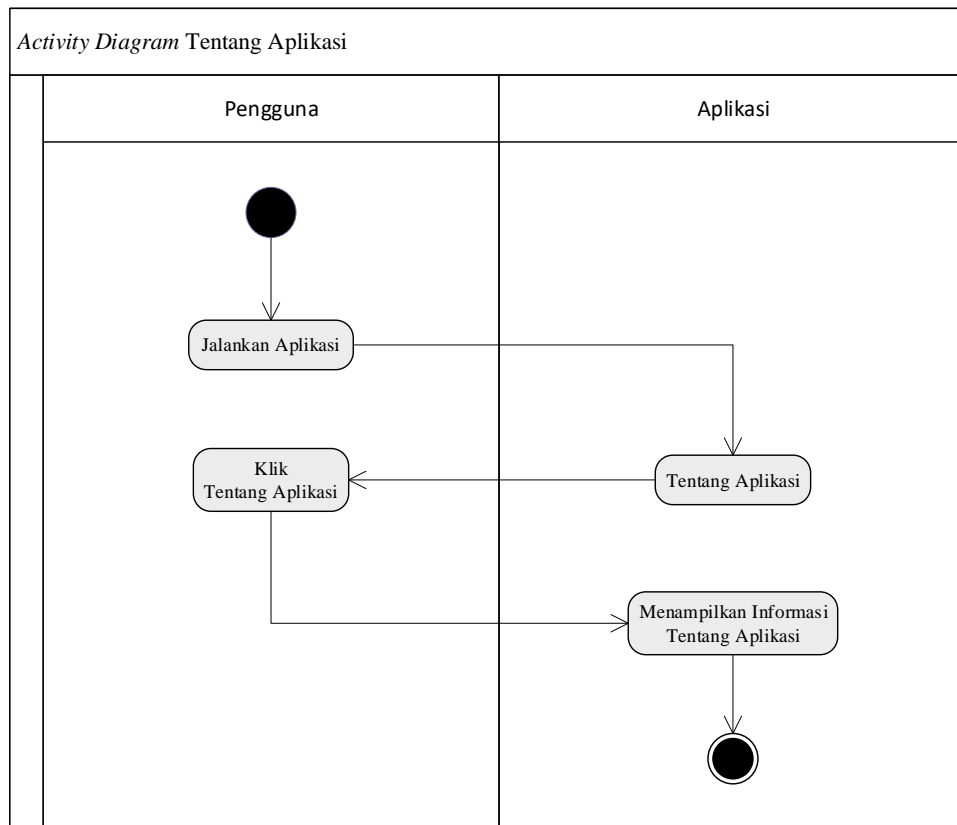 Activity Diagram Tentang Aplikasi
Pengguna
Aplikasi
Jalankan Aplikasi
Klik
Tentang Aplikasi
Tentang Aplikasi
Menampilkan Informasi
Tentang Aplikasi